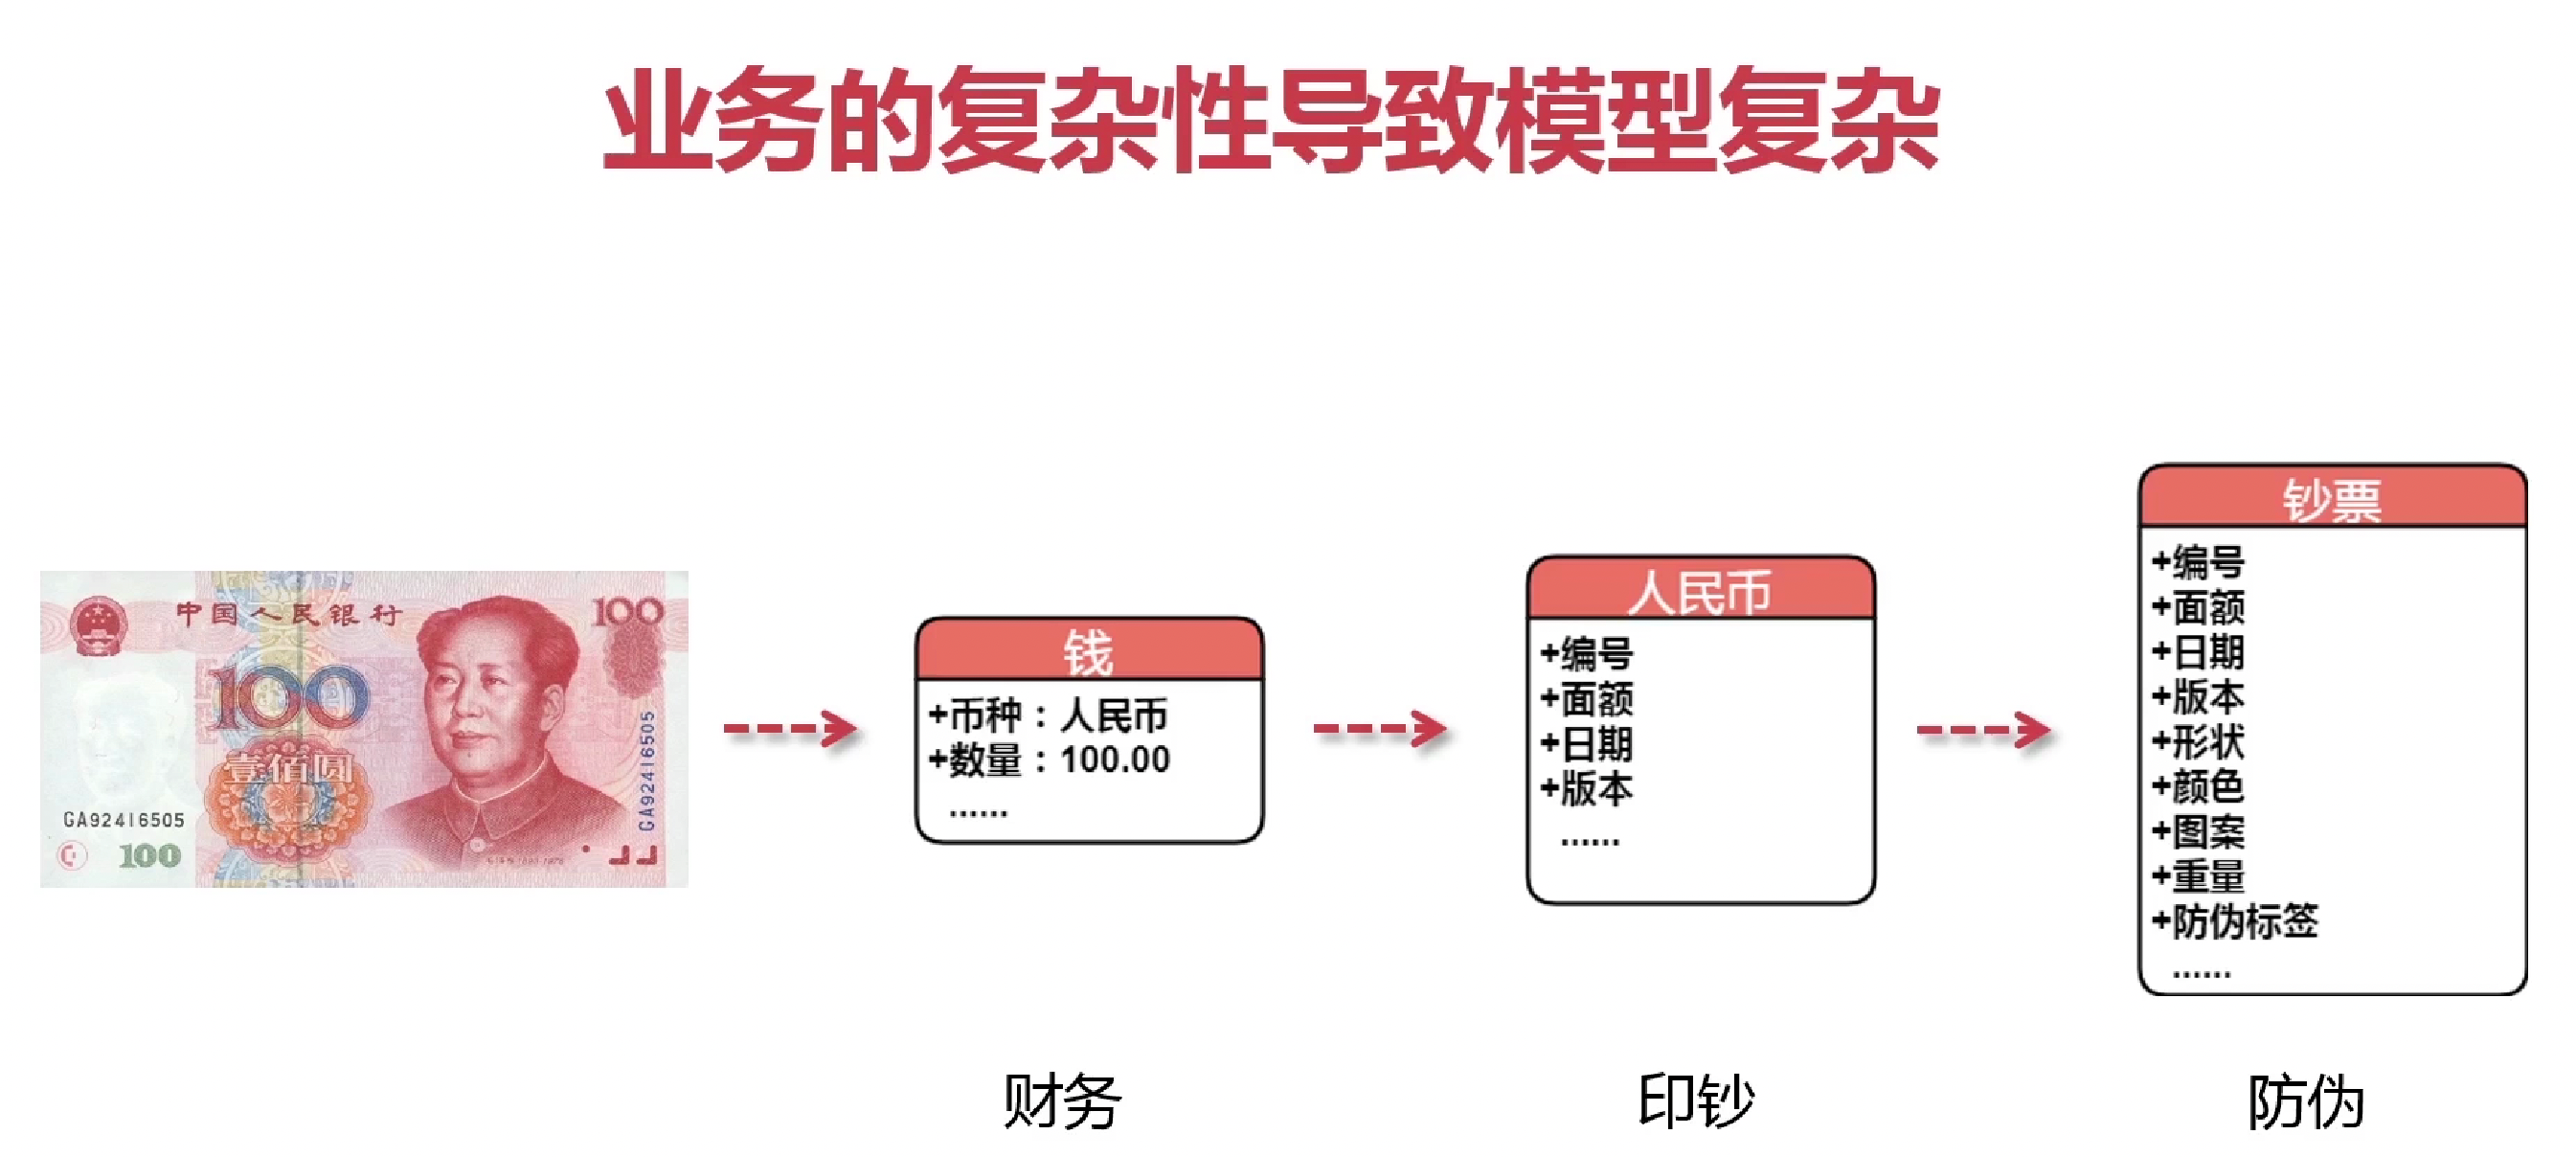 业务的复杂性导致模型复杂
中国人民银行
100
100
壹佰圆
GA92416505
GA92416505
100
钱
+币种：人民币
+数量：100.00
......
财务
人民币
+编号
+面额
+日期
+版本
......
印钞
钞票
+编号
+面额
+日期
+版本
+形状
+颜色
+图案
+重量
+防伪标签
......
防伪